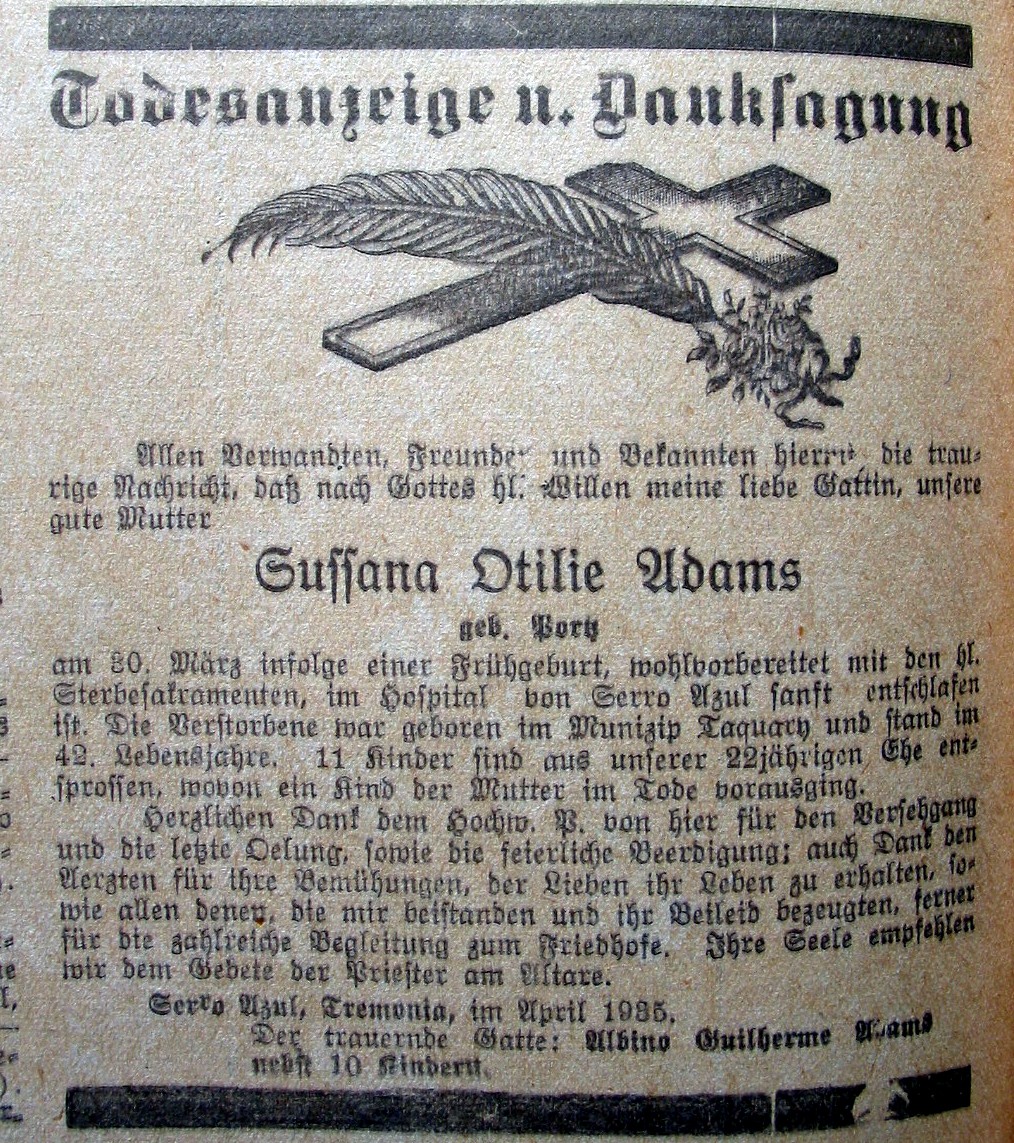 Todesanzeige u. Danksagung
Allen Verwandten, Freunde und Bekannten hiermit die trau-
rige Nachricht, daß nach Gottes hl. Willen meine liebe Gattin, unsere
gute Mutter
Sussana Otilie Adams
geb. Porty
am 30. März infolge einer Frühgeburt, wohlvorbereitet mit den hl.
Sterbesakramenten, im Hospital von Serro Azul sanft entschlafen
ist. Die Verstorbene war geboren im Munizip Taquary und stand im
42. Lebensjahre. 11 Kinder sind aus unserer 22jährigen Ehe ent-
sprossen, wovon ein Kind der Mutter im Tode vorausging.
Herzlichen Dank dem Hochw. P. von hier für den Versehgang
und die letzte Oelung, sowie die feierliche Beerdigung; auch Dank den
Aerzten für ihre Bemühungen, der Lieben ihr Leben zu erhalten, so-
wie allen denen, die mir beistanden und ihr Beileid bezeugten, ferner
für die zahlreiche Begleitung zum Friedhofe. Ihre Seele empfehlen
wir dem Gebete der Priester am Altare.
Serro Azul, Tremonia, im April 1935.
Der trauernde Gatte: Albino Guilherme Adams
nebst 10 Kindern.